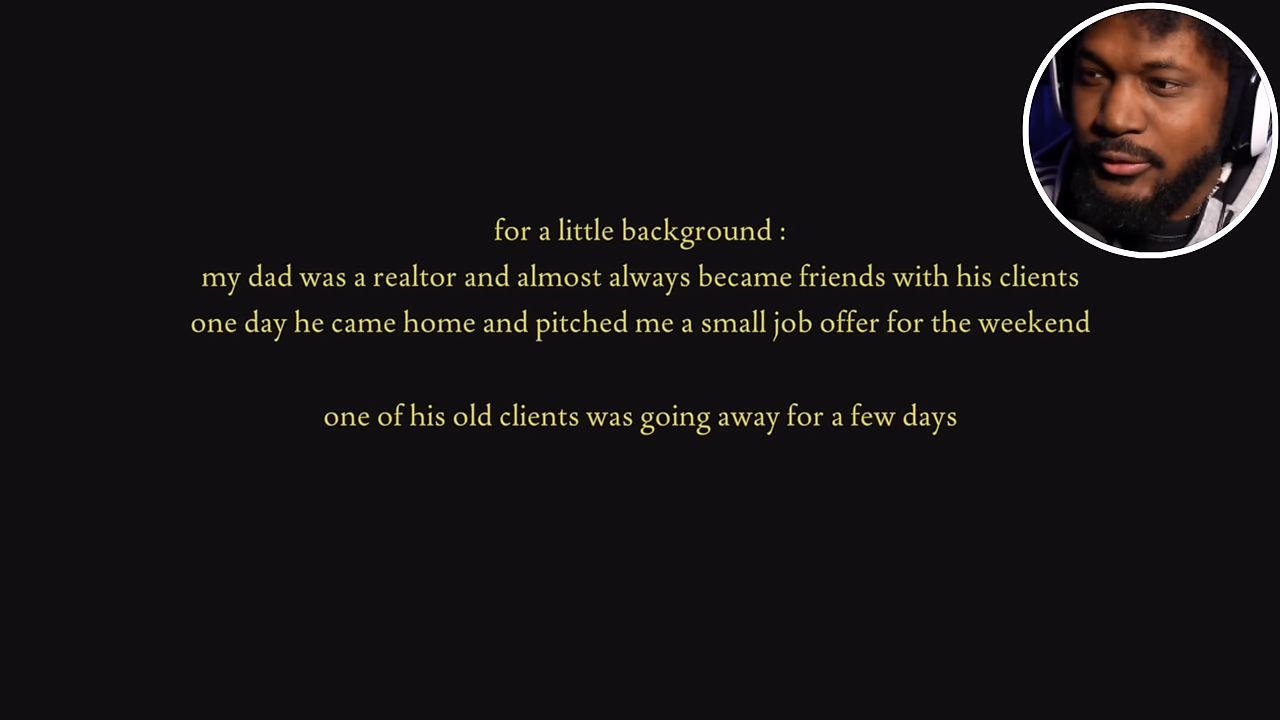 for a little background :
my dad was a realtor and almost always became friends with his clients
one day he came home and pitched me a small job offer for the weekend
one of his old clients was going away for a few days